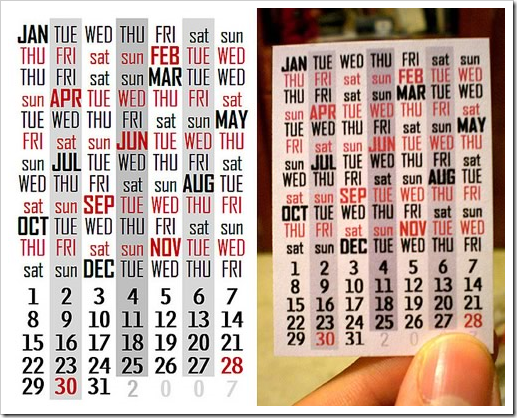 JAN TUE WED THU FRI sat sun
THU FRI sat sun FEB TUE WED
THU FRI sat sun MAR TUE WED
sun APR TUE WED THU FRI sat
TUE WED THU FRI sat sun MAY
FRI sat sun JUN TUE WED THU
sun JUL TUE WED THU FRI sat
WED THU FRI sat sun AUG TUE
sat sun SEP TUE WED THU FRI
OCT TUE WED THU FRI sat sun
THU FRI sat sun NOV TUE WED
sat sun DEC TUE WED THU FRI
1 2 3 4 5 6 7
8 9 10 11 12 13 14
15 16 17 18 19 20 21
22 23 24 25 26 27 28
29 30 31 2 0 0 7
JAN TUE WED THU FRI sat sun
THU FRI sat sun FEB TUE WED
THU FRI sat sun MAR TUE WED
sun APR TUE WED THU FRI sat
TUE WED THU FRI sat sun MAY
FRI sat sun JUN TUE WED THU
sun JUL TUE WED THU FRI sat
WED THU FRI sat sun AUG TUE
sat sun SEP TUE WED THU FRI
OCT TUE WED THU FRI sat sun
THU FRI sat sun NOV TUE WED
sat sun DEC TUE WED THU FRI
1 2 3 4 5 6 7
8 9 10 11 12 13 14
15 16 17 18 19 20 21
22 23 24 25 26 27 28
29 30 31 2 0